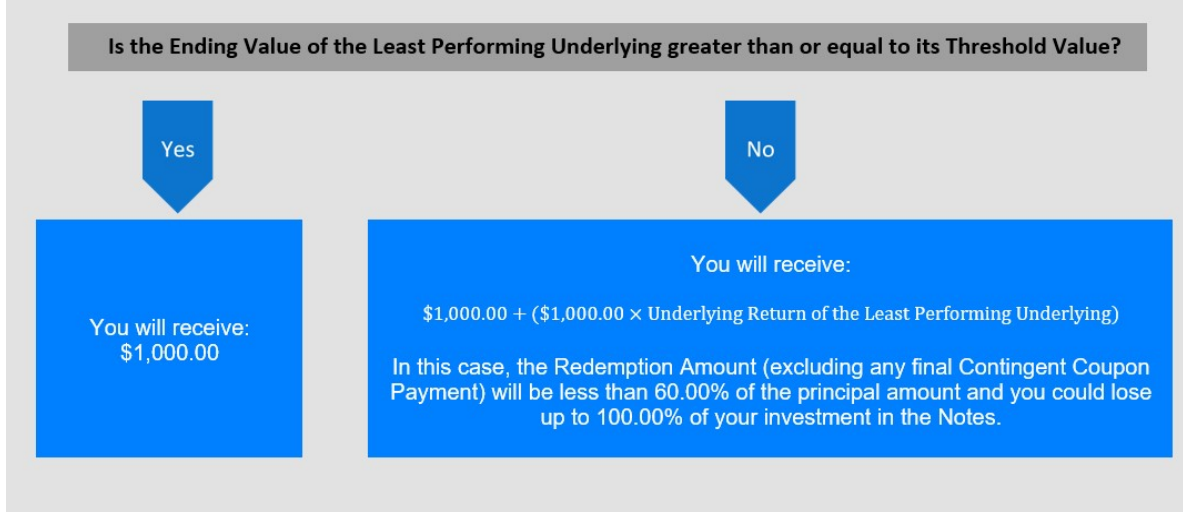 Is the Ending Value of the Least Performing Underlying greater than or equal to its Threshold Value?
Yes
No
You will receive:
$1,000.00
You will receive:
$1,000.00 + ($1,000.00 × Underlying Return of the Least Performing Underlying)
In this case, the Redemption Amount (excluding any final Contingent Coupon
Payment) will be less than 60.00% of the principal amount and you could lose
up to 100.00% of your investment in the Notes.